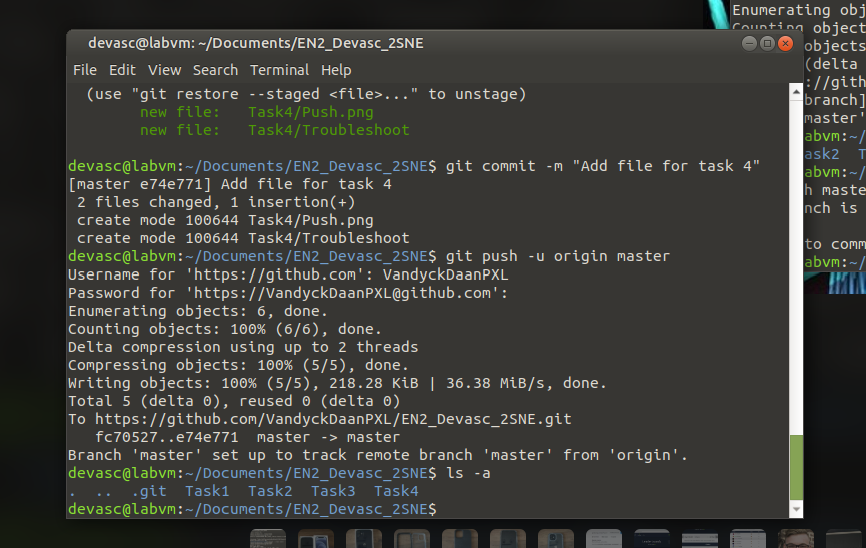 devasc@labvm: ~/Documents/EN2_Devasc_2SNE
File Edit View Search Terminal Help
(use "git restore --staged <file>..." to unstage)
new file:   Task4/Push.png
new file:   Task4/Troubleshoot
devasc@labvm:~/Documents/EN2_Devasc_2SNE$ git commit -m "Add file for task 4"
[master e74e771] Add file for task 4
2 files changed, 1 insertion(+)
create mode 100644 Task4/Push.png
create mode 100644 Task4/Troubleshoot
devasc@labvm:~/Documents/EN2_Devasc_2SNE$ git push -u origin master
Username for 'https://github.com': VandyckDaanPXL
Password for 'https://VandyckDaanPXL@github.com':
Enumerating objects: 6, done.
Counting objects: 100% (6/6), done.
Delta compression using up to 2 threads
Compressing objects: 100% (5/5), done.
Writing objects: 100% (5/5), 218.28 KiB | 36.38 MiB/s, done.
Total 5 (delta 0), reused 0 (delta 0)
To https://github.com/VandyckDaanPXL/EN2_Devasc_2SNE.git
fc70527..e74e771  master -> master
Branch 'master' set up to track remote branch 'master' from 'origin'.
devasc@labvm:~/Documents/EN2_Devasc_2SNE$ ls -a
.  ..  .git  Task1  Task2  Task3  Task4
devasc@labvm:~/Documents/EN2_Devasc_2SNE$
Enumerating obj
objects
(delta
://gith
branch]
master'
abvm:~/
ask2 T
abvm:~/
h maste
nch is
to comm
abvm:~/